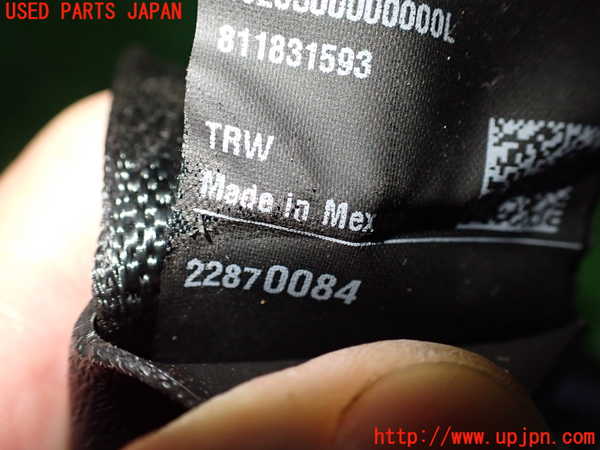 USED PARTS JAPAN
811831593
TRW
Made in Mex
22870084
http://www.upjpn.com/